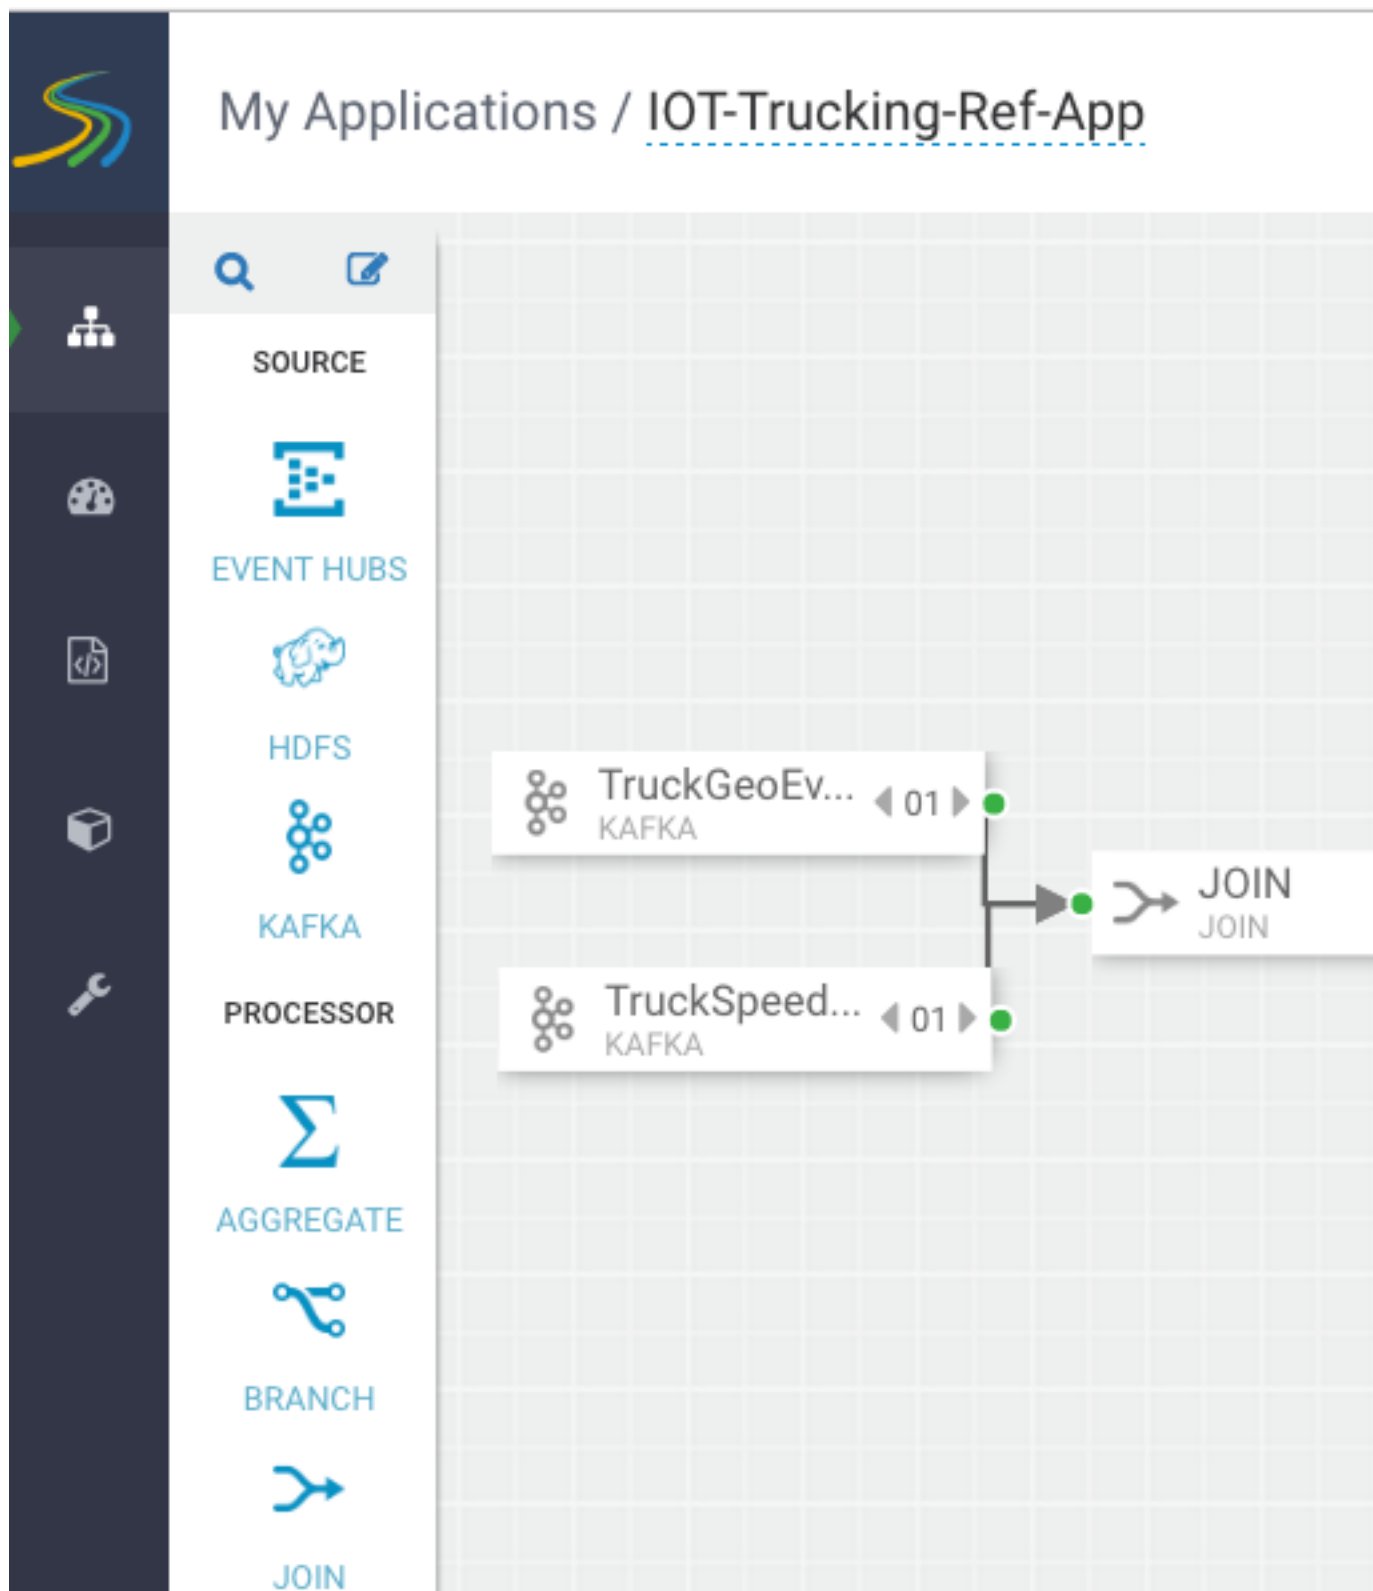 My Applications / IOT-Trucking-Ref-App
SOURCE
EVENT HUBS
HDFS
KAFKA
PROCESSOR
AGGREGATE
BRANCH
JOIN
TruckGeoEv...
KAFKA
01
TruckSpeed...
KAFKA
01
JOIN
JOIN